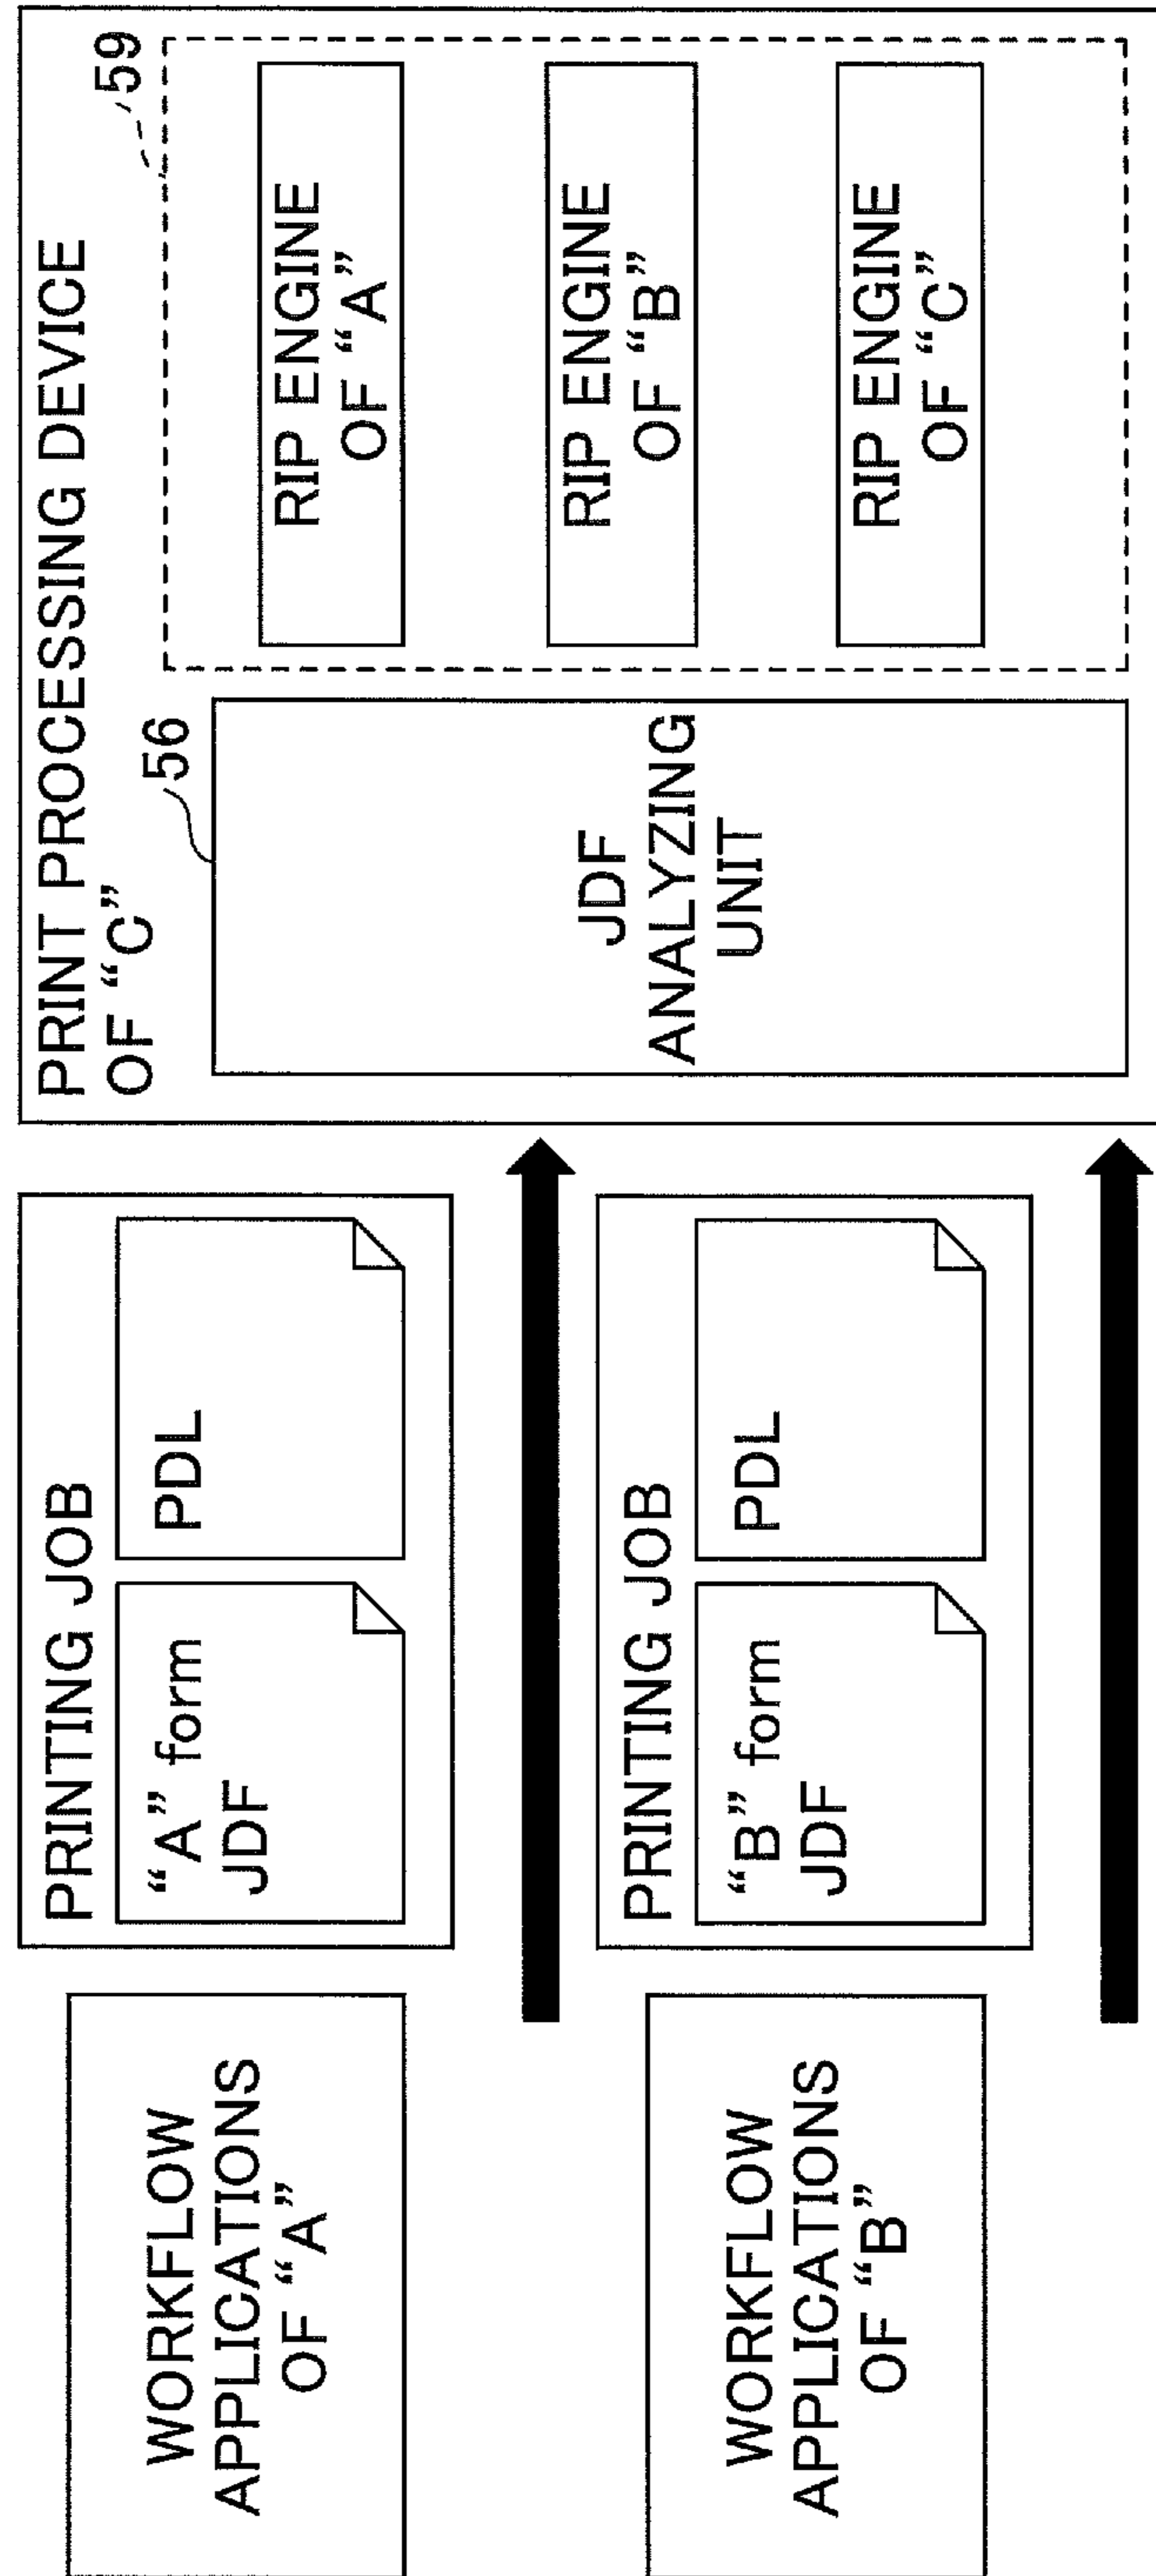 WORKFLOW
APPLICATIONS
OF “A”
PRINTING JOB
“A” form
JDF
PDL
WORKFLOW
APPLICATIONS
OF “B”
PRINTING JOB
“B” form
JDF
PDL
PRINT PROCESSING DEVICE
OF “C”
56
59
JDF
ANALYZING
UNIT
RIP ENGINE
OF “A”
RIP ENGINE
OF “B”
RIP ENGINE
OF “C”